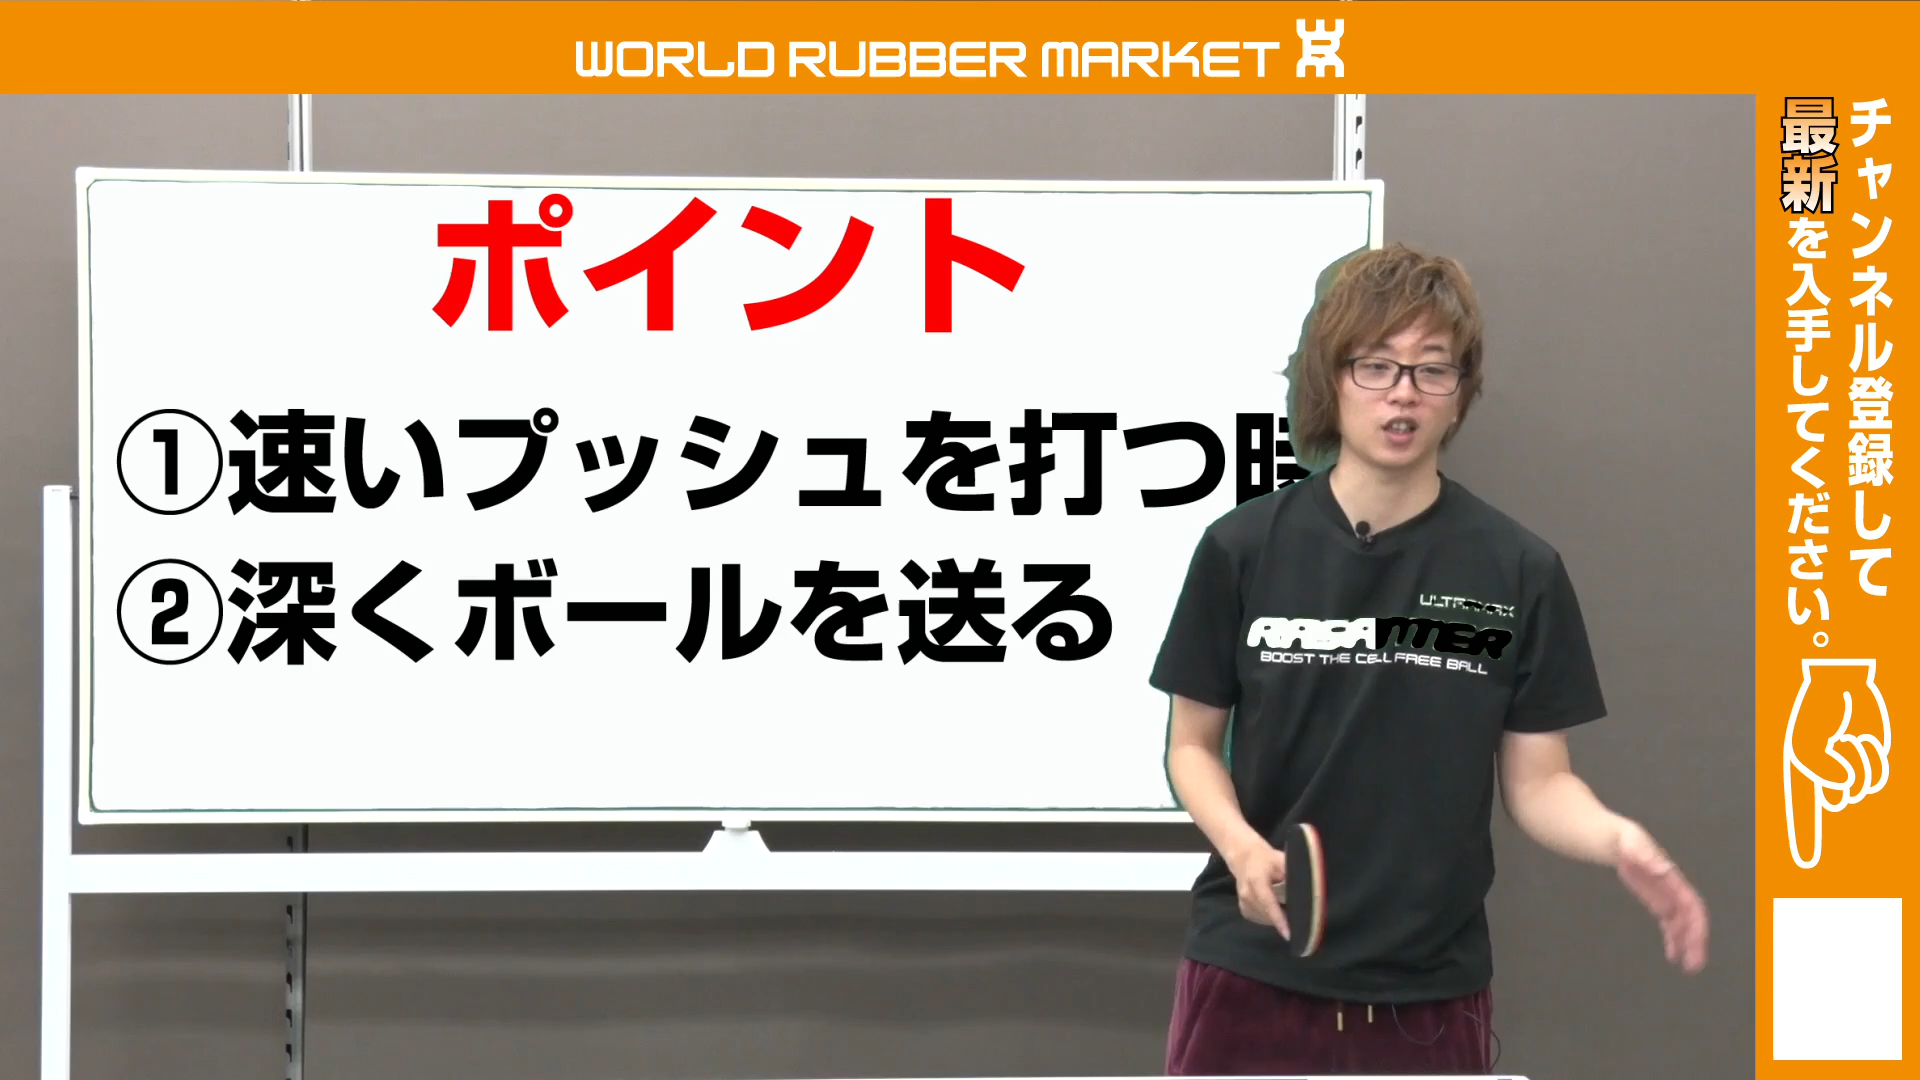 WORLD RUBBER MARKET
ポイント
①速いプッシュを打つ時
②深くボールを送る
チャンネル登録して
最新を入手してください。
ULTRAMAX
RASANTER
BOOST THE CELL FREE BALL